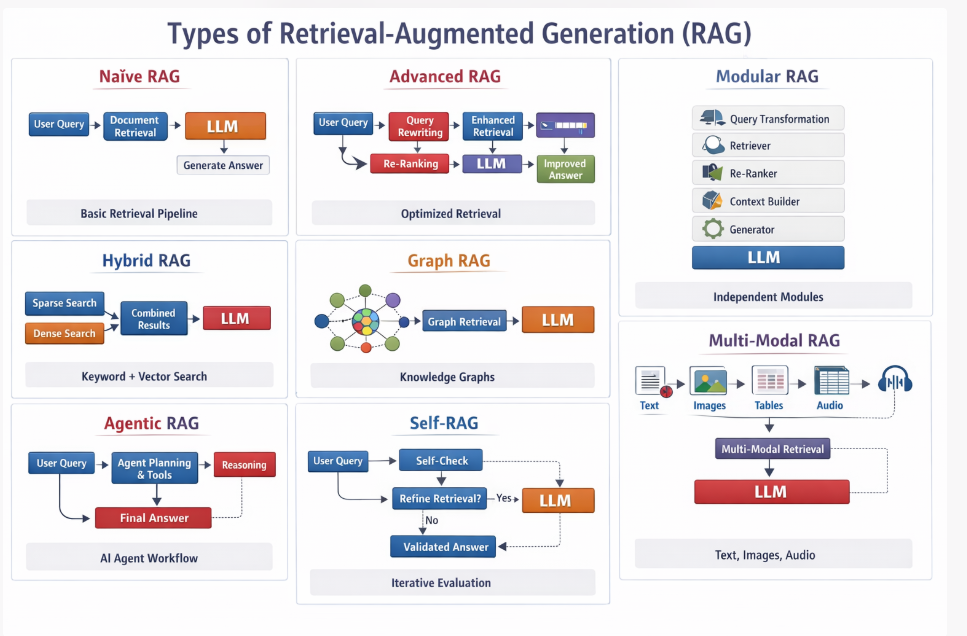 Types of Retrieval-Augmented Generation (RAG)
Naïve RAG
User Query
Document
Retrieval
LLM
Generate Answer
Basic Retrieval Pipeline
Advanced RAG
User Query
Query
Rewriting
Enhanced
Retrieval
Re-Ranking
LLM
Improved
Answer
Optimized Retrieval
Modular RAG
Query Transformation
Retriever
Re-Ranker
Context Builder
Generator
LLM
Independent Modules
Hybrid RAG
Sparse Search
Dense Search
Combined
Results
LLM
Keyword + Vector Search
Graph RAG
Graph Retrieval
LLM
Knowledge Graphs
Multi-Modal RAG
Text
Images
Tables
Audio
Multi-Modal Retrieval
LLM
Text, Images, Audio
Agentic RAG
User Query
Agent Planning
& Tools
Reasoning
Final Answer
AI Agent Workflow
Self-RAG
User Query
Self-Check
Refine Retrieval?
Yes
LLM
No
Validated Answer
Iterative Evaluation